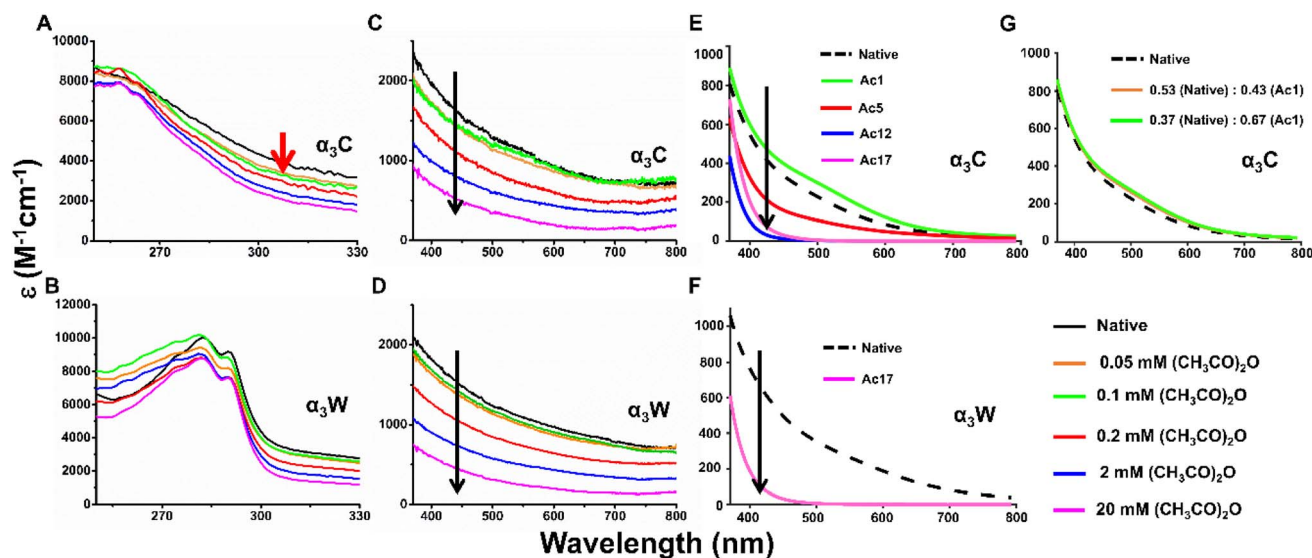 A
10000
8000
6000
4000
2000
0
270
300
330
α₃C
B
12000
10000
8000
6000
4000
2000
0
270
300
330
α₃W
C
2000
1000
0
400
500
600
700
800
α₃C
D
2000
1000
0
400
500
600
700
800
α₃W
E
1000
800
600
400
200
0
400
500
600
700
800
Native
Ac1
Ac5
Ac12
Ac17
α₃C
F
1000
800
600
400
200
0
400
500
600
700
800
Native
Ac17
α₃W
G
1000
800
600
400
200
0
400
500
600
700
800
Native
0.53 (Native) : 0.43 (Ac1)
0.37 (Native) : 0.67 (Ac1)
α₃C
Native
0.05 mM (CH₃CO)₂O
0.1 mM (CH₃CO)₂O
0.2 mM (CH₃CO)₂O
2 mM (CH₃CO)₂O
20 mM (CH₃CO)₂O
ε (M⁻¹cm⁻¹)
Wavelength (nm)